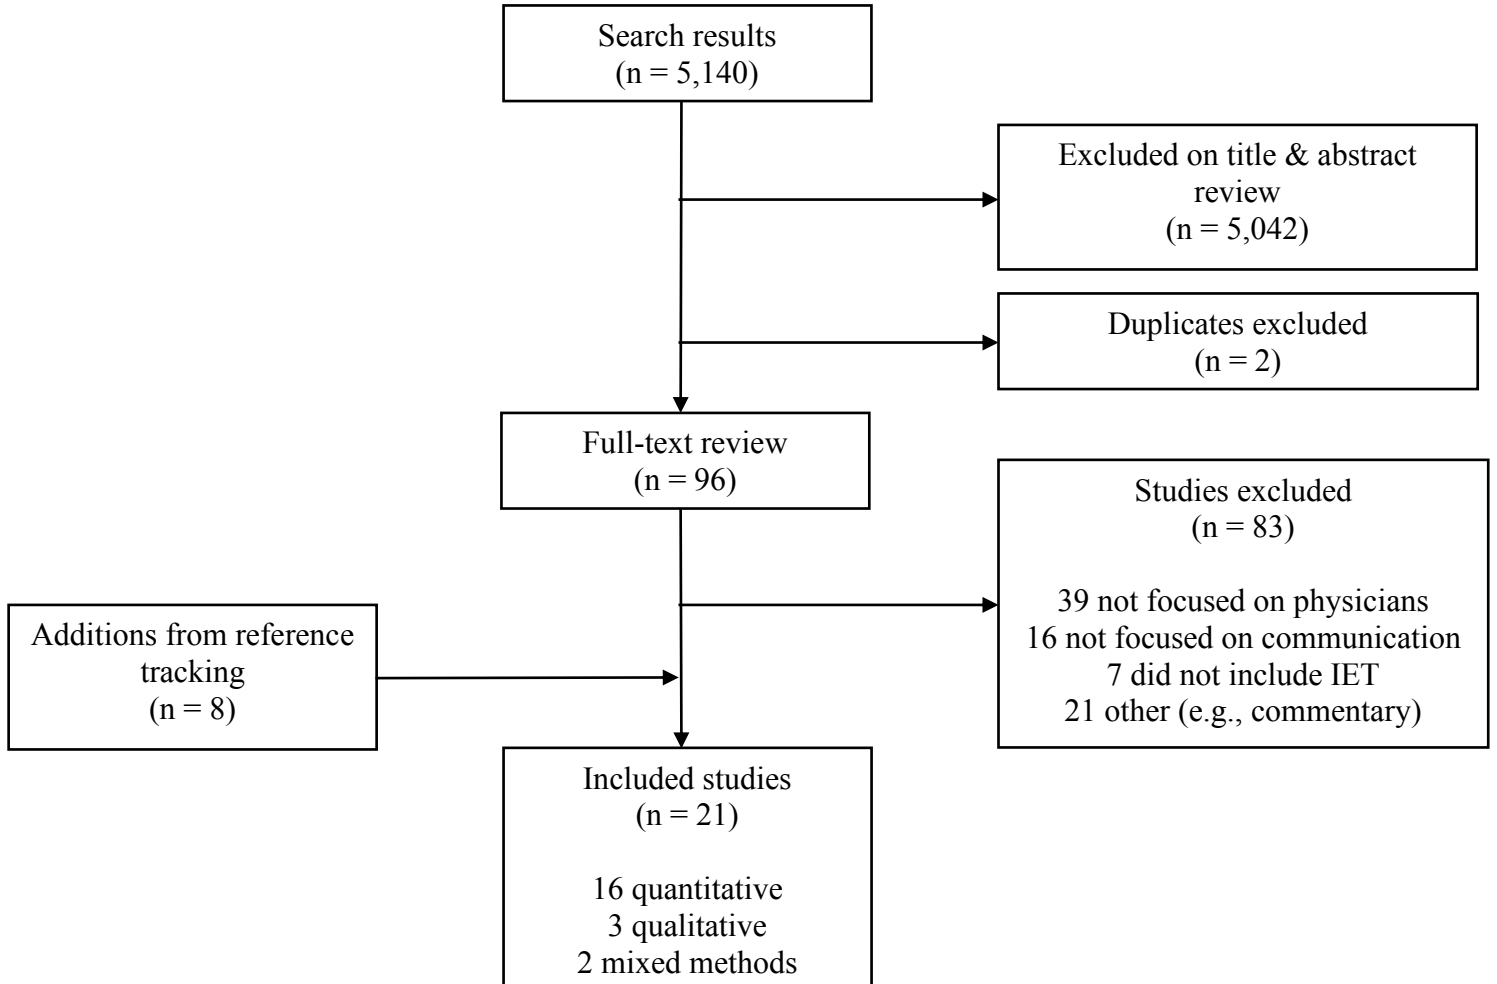 Search results
(n = 5,140)
Excluded on title & abstract
review
(n = 5,042)
Duplicates excluded
(n = 2)
Full-text review
(n = 96)
Studies excluded
(n = 83)
39 not focused on physicians
16 not focused on communication
7 did not include IET
21 other (e.g., commentary)
Additions from reference
tracking
(n = 8)
Included studies
(n = 21)
16 quantitative
3 qualitative
2 mixed methods